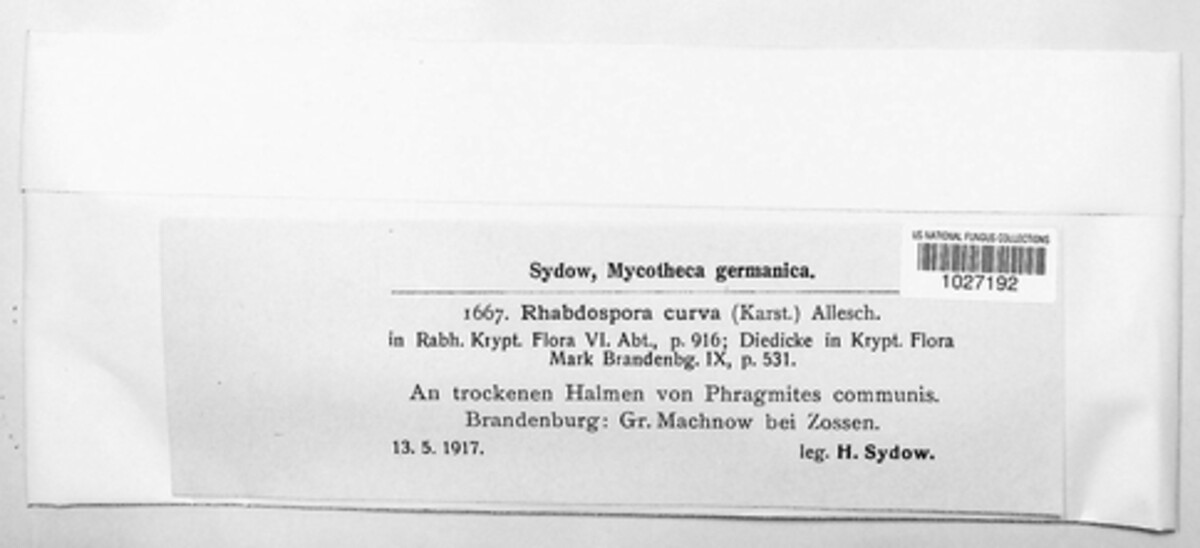 US NATIONAL FUNGUS COLLECTIONS
1027192
Sydow, Mycotheca germanica.
1667. Rhabdospora curva (Karst.) Allesch.
in Rabh. Krypt. Flora VI. Abt., p. 916; Diedicke in Krypt. Flora
Mark Brandenbg. IX, p. 531.
An trockenen Halmen von Phragmites communis.
Brandenburg: Gr. Machnow bei Zossen.
13. 5. 1917. leg. H. Sydow.